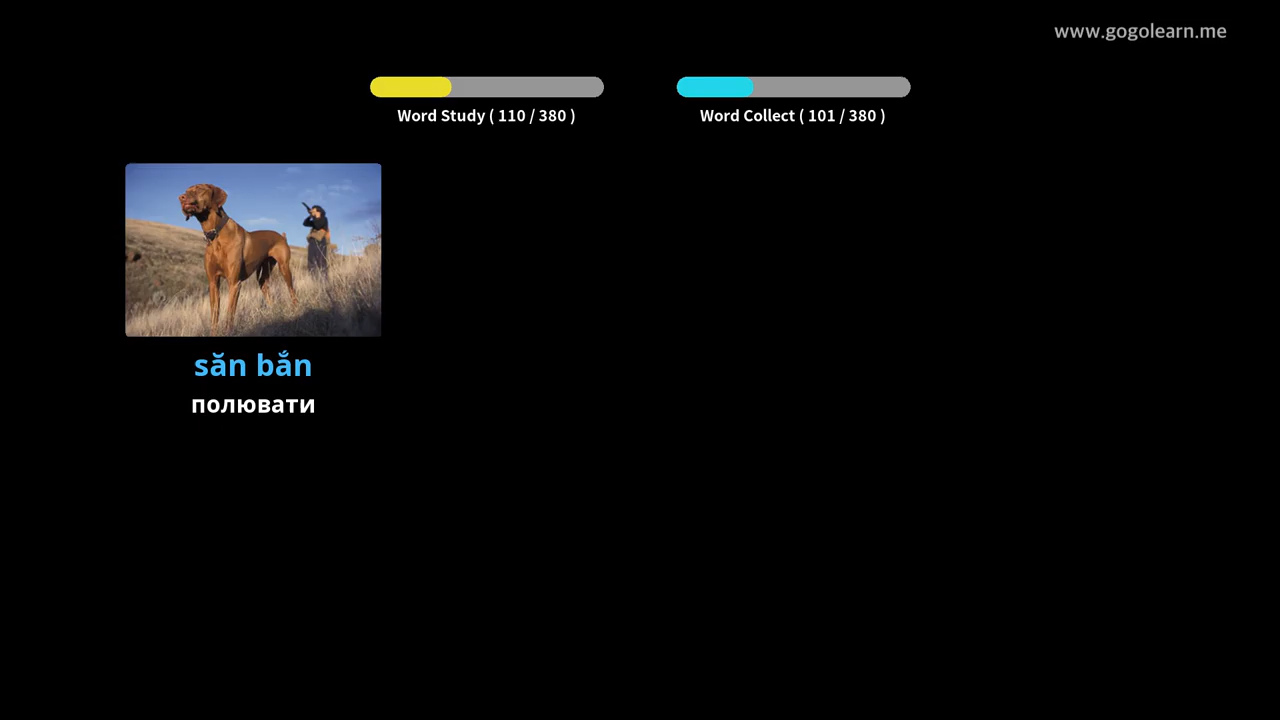 www.gogolearn.me
Word Study ( 110 / 380 )
Word Collect ( 101 / 380 )
săn bắn
полювати